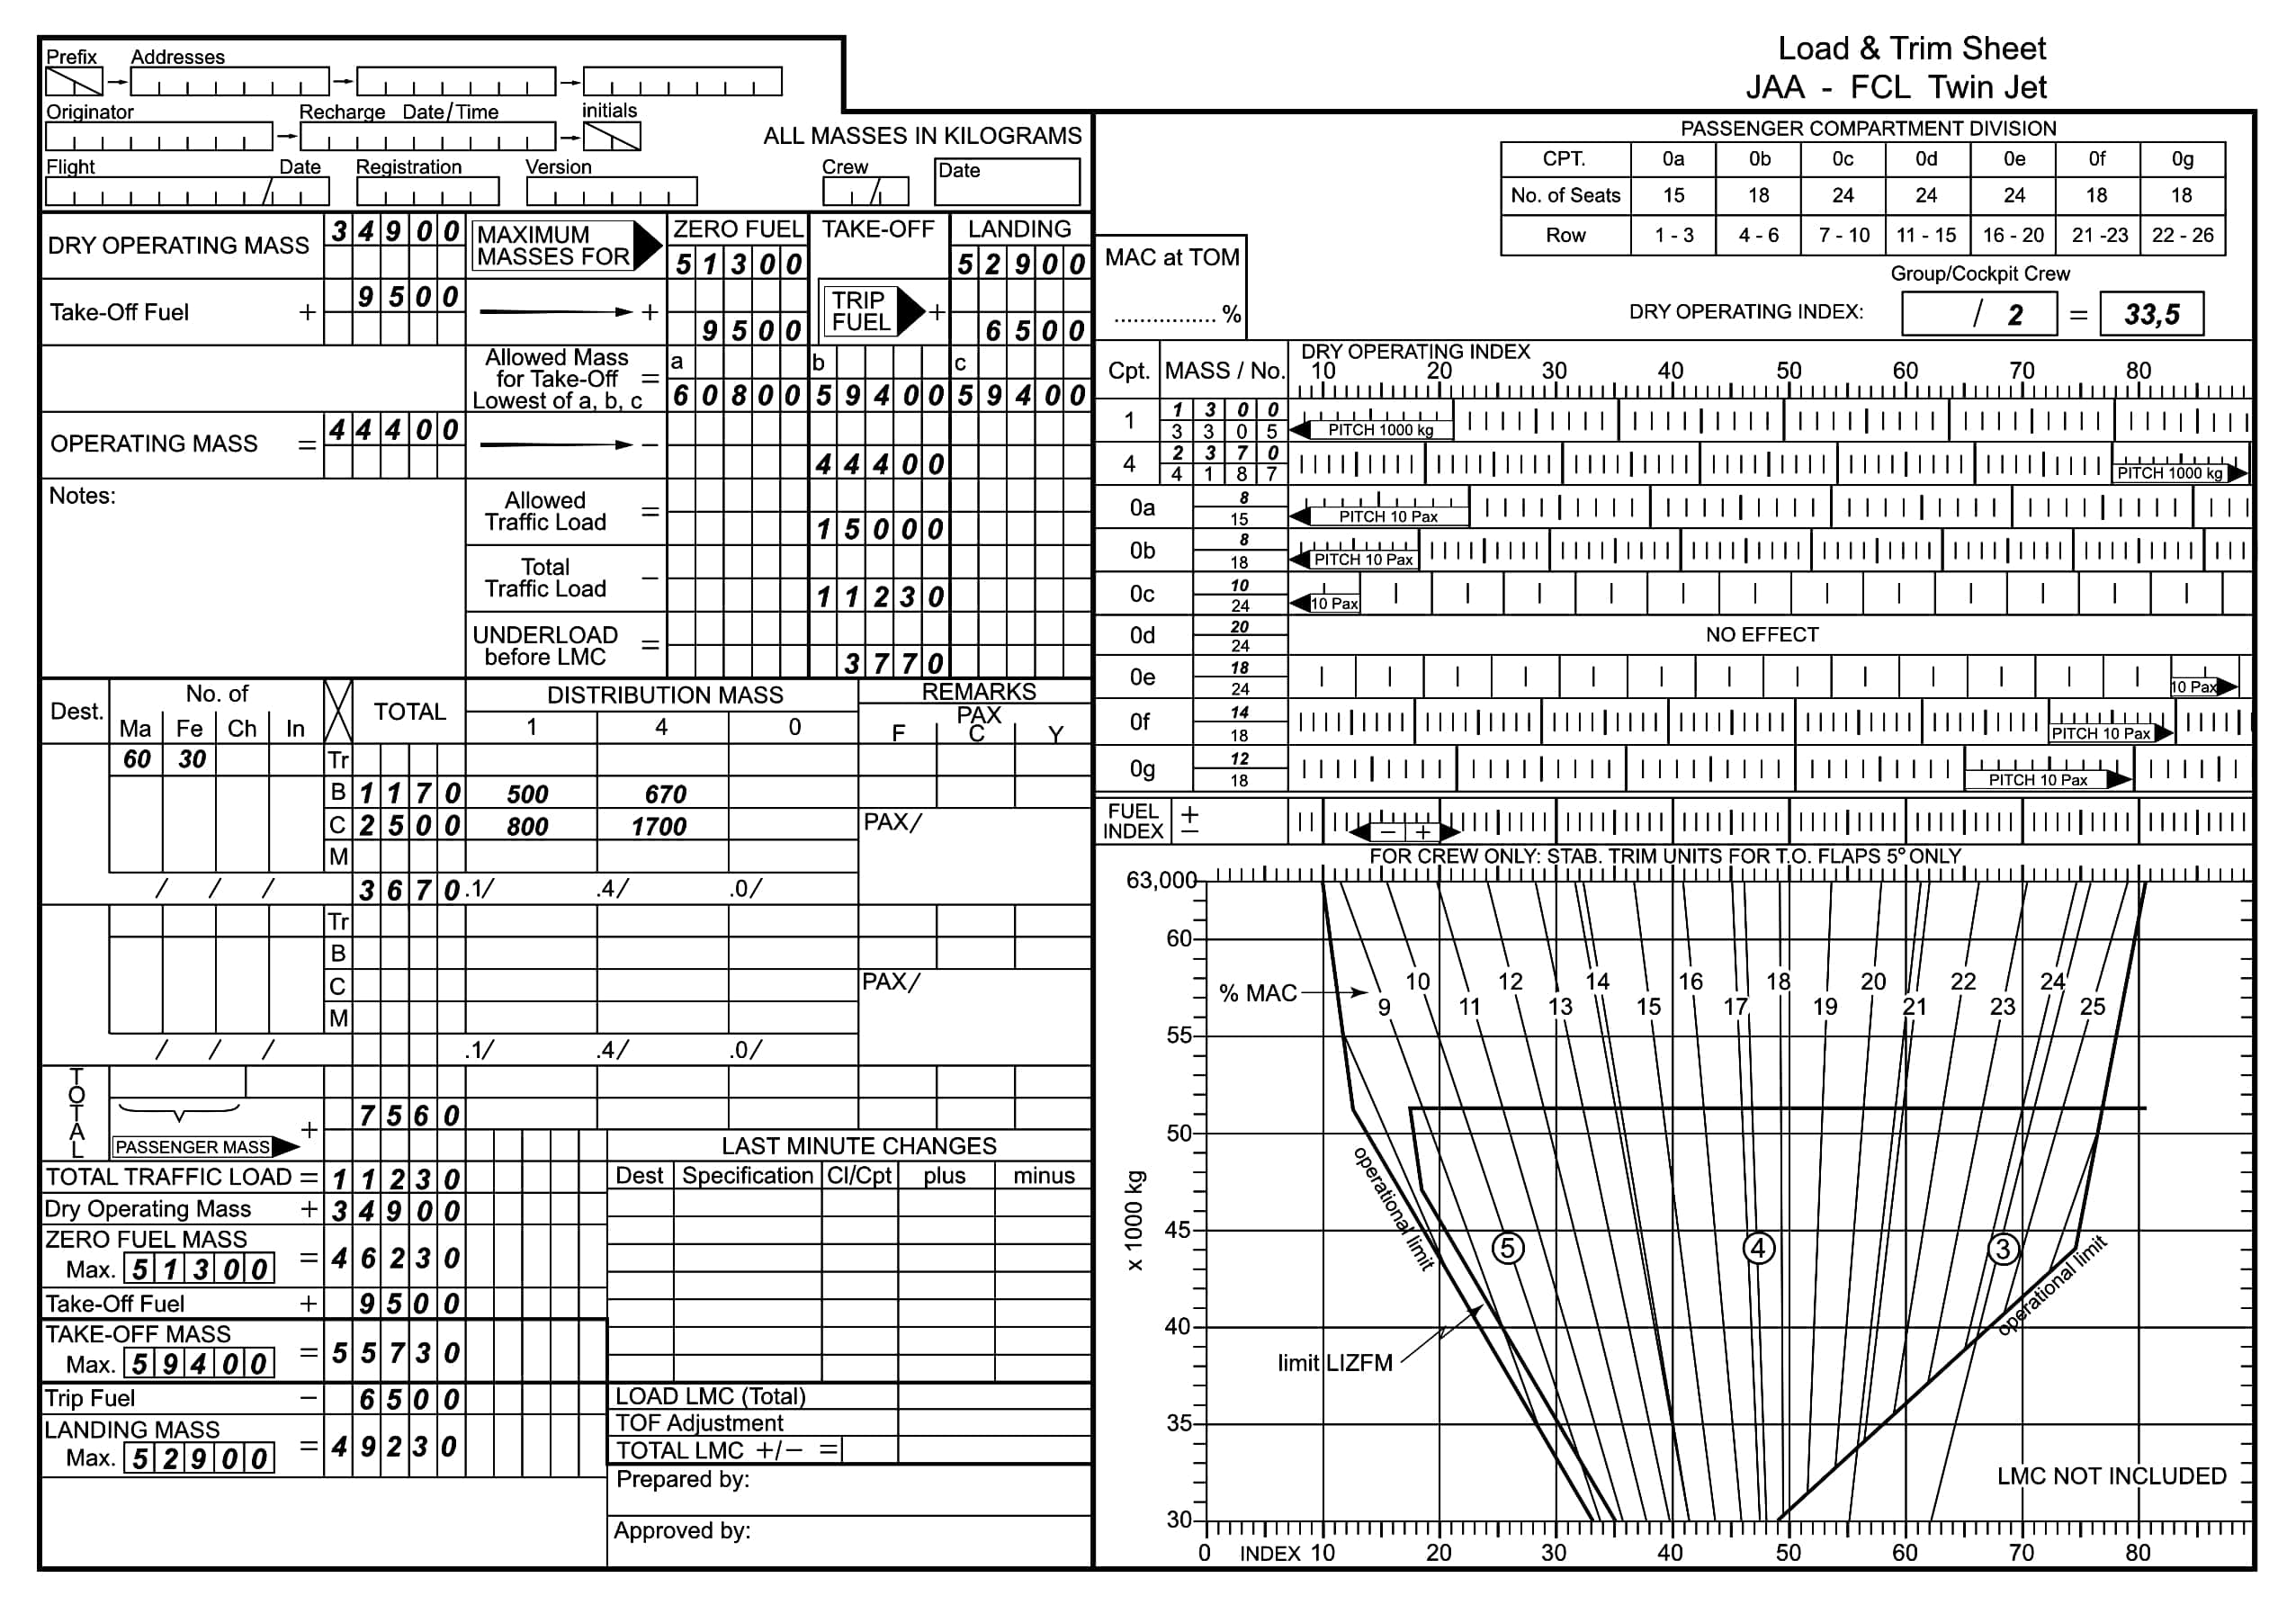 Load & Trim Sheet
JAA - FCL Twin Jet
Prefix Addresses
Originator Recharge Date/Time initials
ALL MASSES IN KILOGRAMS
Flight Date Registration Version Crew Date
/ /
DRY OPERATING MASS 34900 MAXIMUM MASSES FOR ZERO FUEL TAKE-OFF LANDING
51300 52900
Take-Off Fuel + 9500 + TRIP FUEL +
9500 6500
Allowed Mass for Take-Off Lowest of a, b, c = a b c
60800 59400 59400
OPERATING MASS = 44400 −
44400
Notes:
Allowed Traffic Load = 15000
Total Traffic Load − 11230
UNDERLOAD before LMC = 3770
Dest. No. of TOTAL DISTRIBUTION MASS REMARKS
Ma Fe Ch In 1 4 0 PAX
F C Y
60 30 Tr
B 1170 500 670
C 2500 800 1700 PAX/
M
/ / / 3670 .1/ .4/ .0/
Tr
B
C PAX/
M
/ / / .1/ .4/ .0/
TOTAL
7560
PASSENGER MASS +
TOTAL TRAFFIC LOAD = 11230
Dry Operating Mass + 34900
ZERO FUEL MASS
Max. 51300 = 46230
Take-Off Fuel + 9500
TAKE-OFF MASS
Max. 59400 = 55730
Trip Fuel − 6500
LANDING MASS
Max. 52900 = 49230
LAST MINUTE CHANGES
Dest Specification Cl/Cpt plus minus
LOAD LMC (Total)
TOF Adjustment
TOTAL LMC +/− =
Prepared by:
Approved by:
PASSENGER COMPARTMENT DIVISION
CPT. 0a 0b 0c 0d 0e 0f 0g
No. of Seats 15 18 24 24 24 18 18
Row 1 - 3 4 - 6 7 - 10 11 - 15 16 - 20 21 -23 22 - 26
MAC at TOM
................ %
Group/Cockpit Crew
DRY OPERATING INDEX: / 2 = 33,5
Cpt. MASS / No. DRY OPERATING INDEX
10 20 30 40 50 60 70 80
1 1300
3305 PITCH 1000 kg
4 2370
4187 PITCH 1000 kg
0a 8
15 PITCH 10 Pax
0b 8
18 PITCH 10 Pax
0c 10
24 10 Pax
0d 20
24 NO EFFECT
0e 18
24 10 Pax
0f 14
18 PITCH 10 Pax
0g 12
18 PITCH 10 Pax
FUEL INDEX + − − +
FOR CREW ONLY: STAB. TRIM UNITS FOR T.O. FLAPS 5° ONLY
63,000
60
% MAC 9 10 11 12 13 14 15 16 17 18 19 20 21 22 23 24 25
55
50
operational limit
x 1000 kg
45
5 4 3
operational limit
40
limit LIZFM
35
LMC NOT INCLUDED
30
0 INDEX 10 20 30 40 50 60 70 80